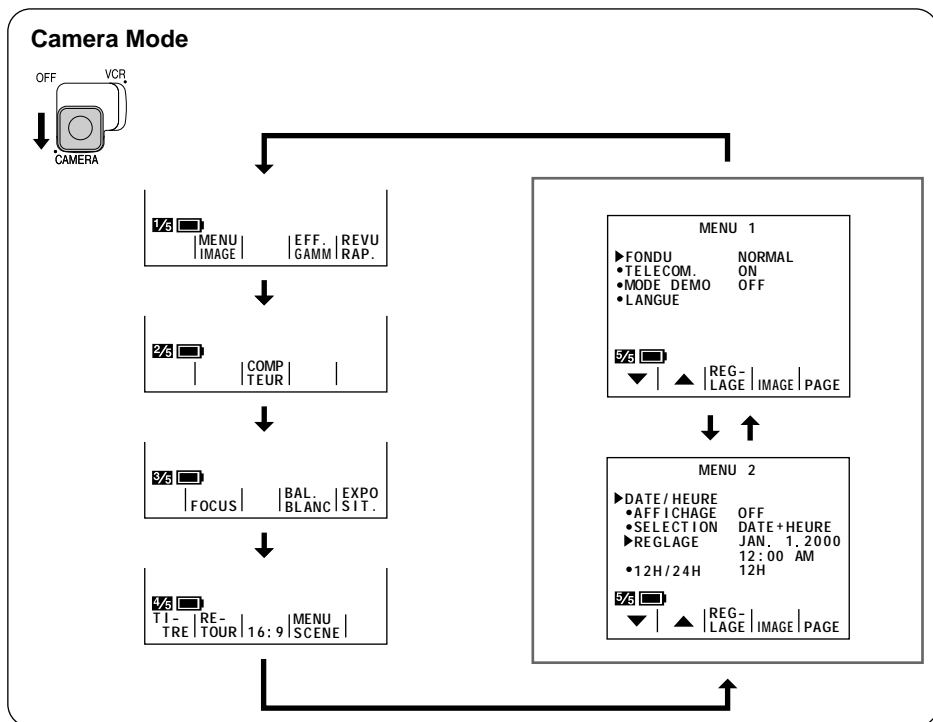 Camera Mode
OFF VCR
CAMERA
1/5
MENU IMAGE EFF. GAMM REVU RAP.
2/5
COMP TEUR
3/5
FOCUS BAL. BLANC EXPO SIT.
4/5
TI- TRE RE- TOUR 16:9 MENU SCENE
MENU 1
▶FONDU NORMAL
•TELECOM. ON
•MODE DEMO OFF
•LANGUE
5/5
▼ ▲ REG- LAGE IMAGE PAGE
MENU 2
▶DATE/HEURE
•AFFICHAGE OFF
•SELECTION DATE+HEURE
▶REGLAGE JAN. 1.2000
12:00 AM
•12H/24H 12H
5/5
▼ ▲ REG- LAGE IMAGE PAGE